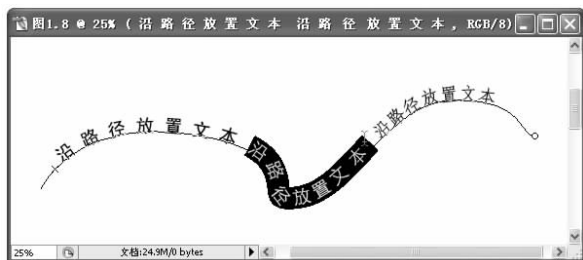 图1.8 @ 25% ( 沿 路 径 放 置 文 本 沿 路 径 放 置 文 本 , RGB/8)
沿路径放置文本 沿路径放置文本 沿路径放置文本
25% 文档:24.9M/0 bytes